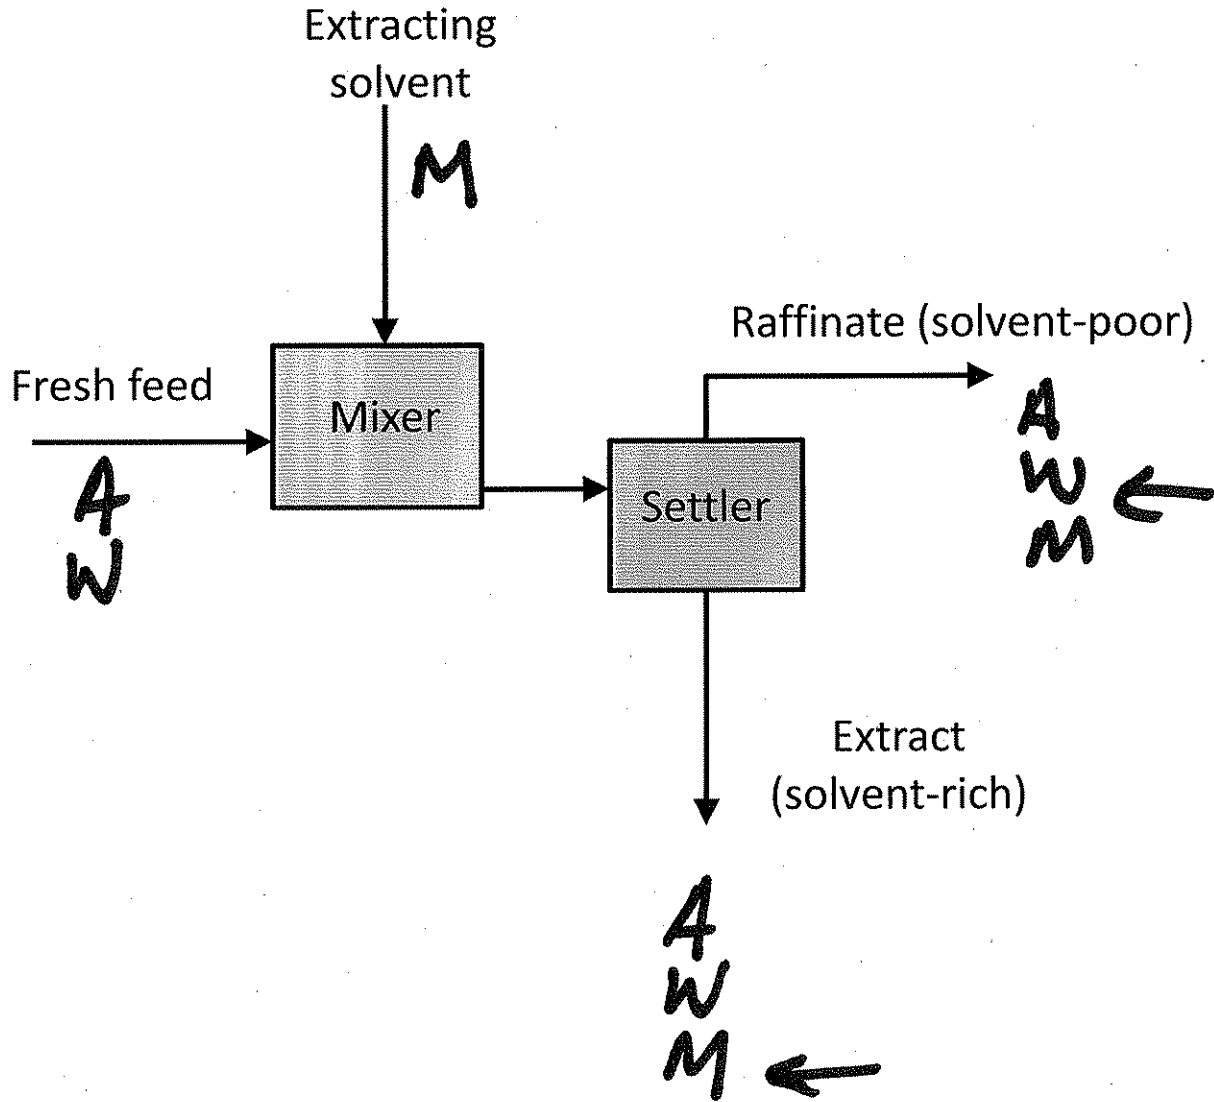 Extracting
solvent
M
Raffinate (solvent-poor)
Fresh feed
Mixer
A
W
M
A
W
Settler
Extract
(solvent-rich)
A
W
M